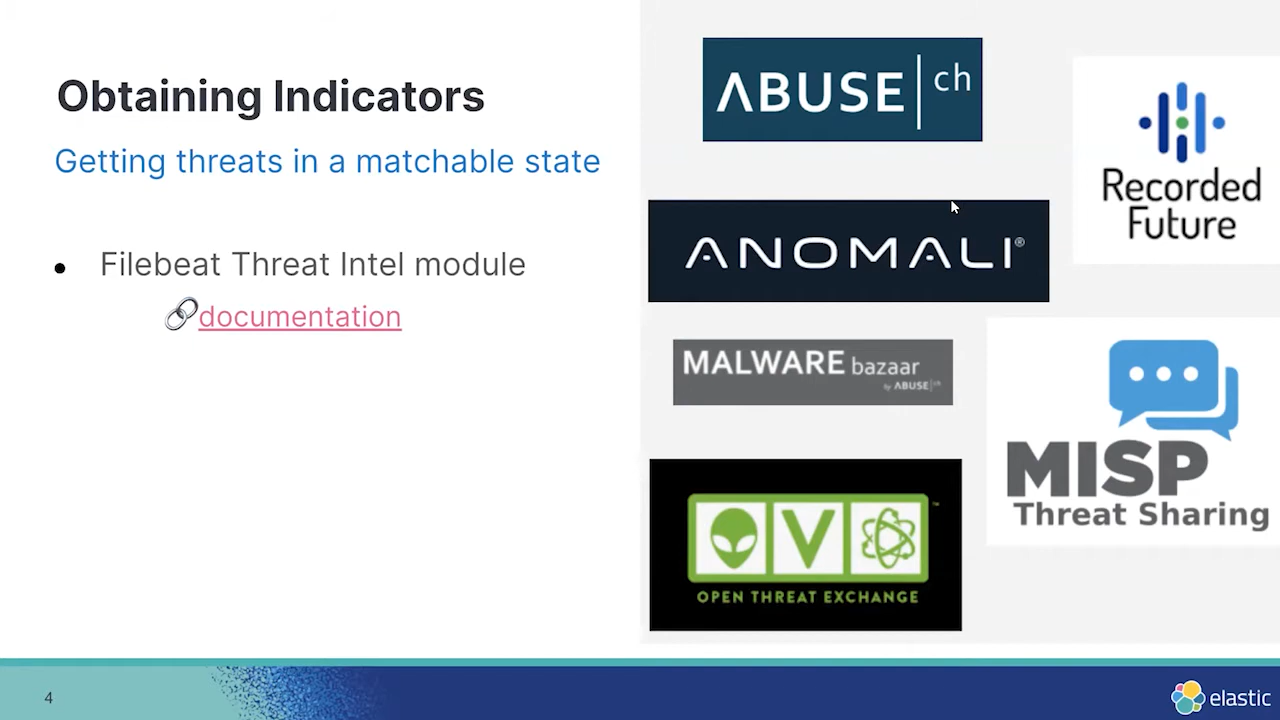 Obtaining Indicators
Getting threats in a matchable state
Filebeat Threat Intel module
documentation
ABUSE ch
Recorded
Future
ANOMALI®
MALWARE bazaar
by ABUSE ch
MISP
Threat Sharing
OPEN THREAT EXCHANGE
4
elastic